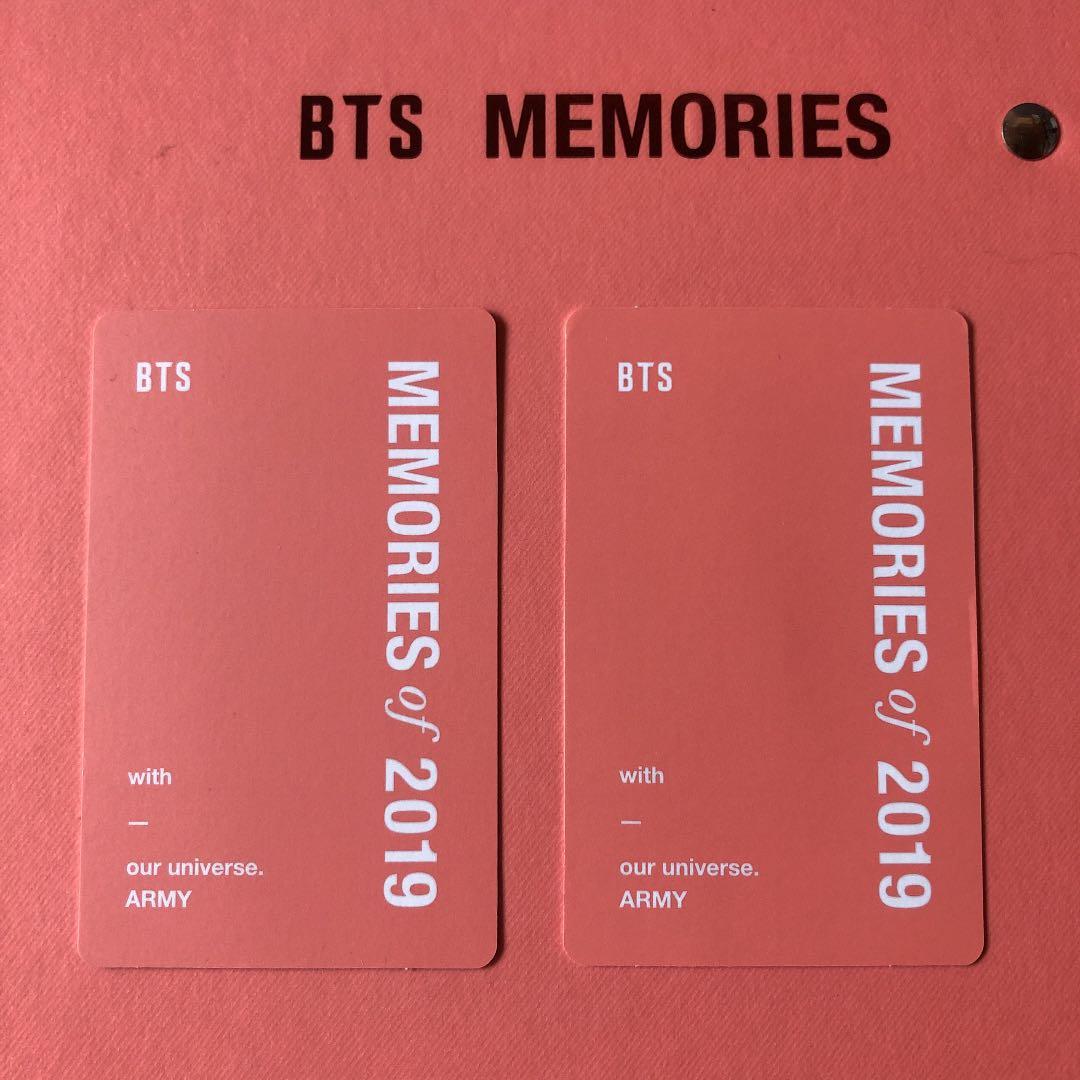 BTS MEMORIES
BTS
MEMORIES of 2019
with
—
our universe.
ARMY
BTS
MEMORIES of 2019
with
—
our universe.
ARMY